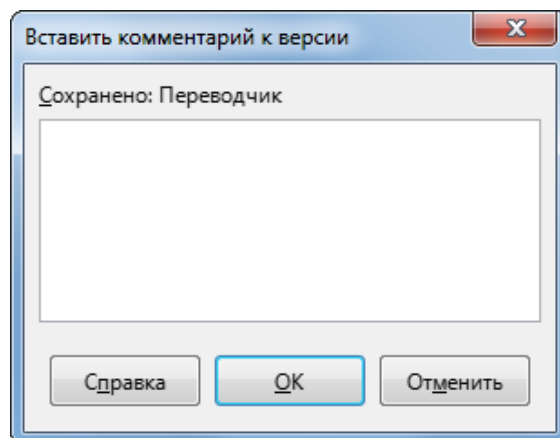 Вставить комментарий к версии
Сохранено: Переводчик
Справка
OK
Отменить